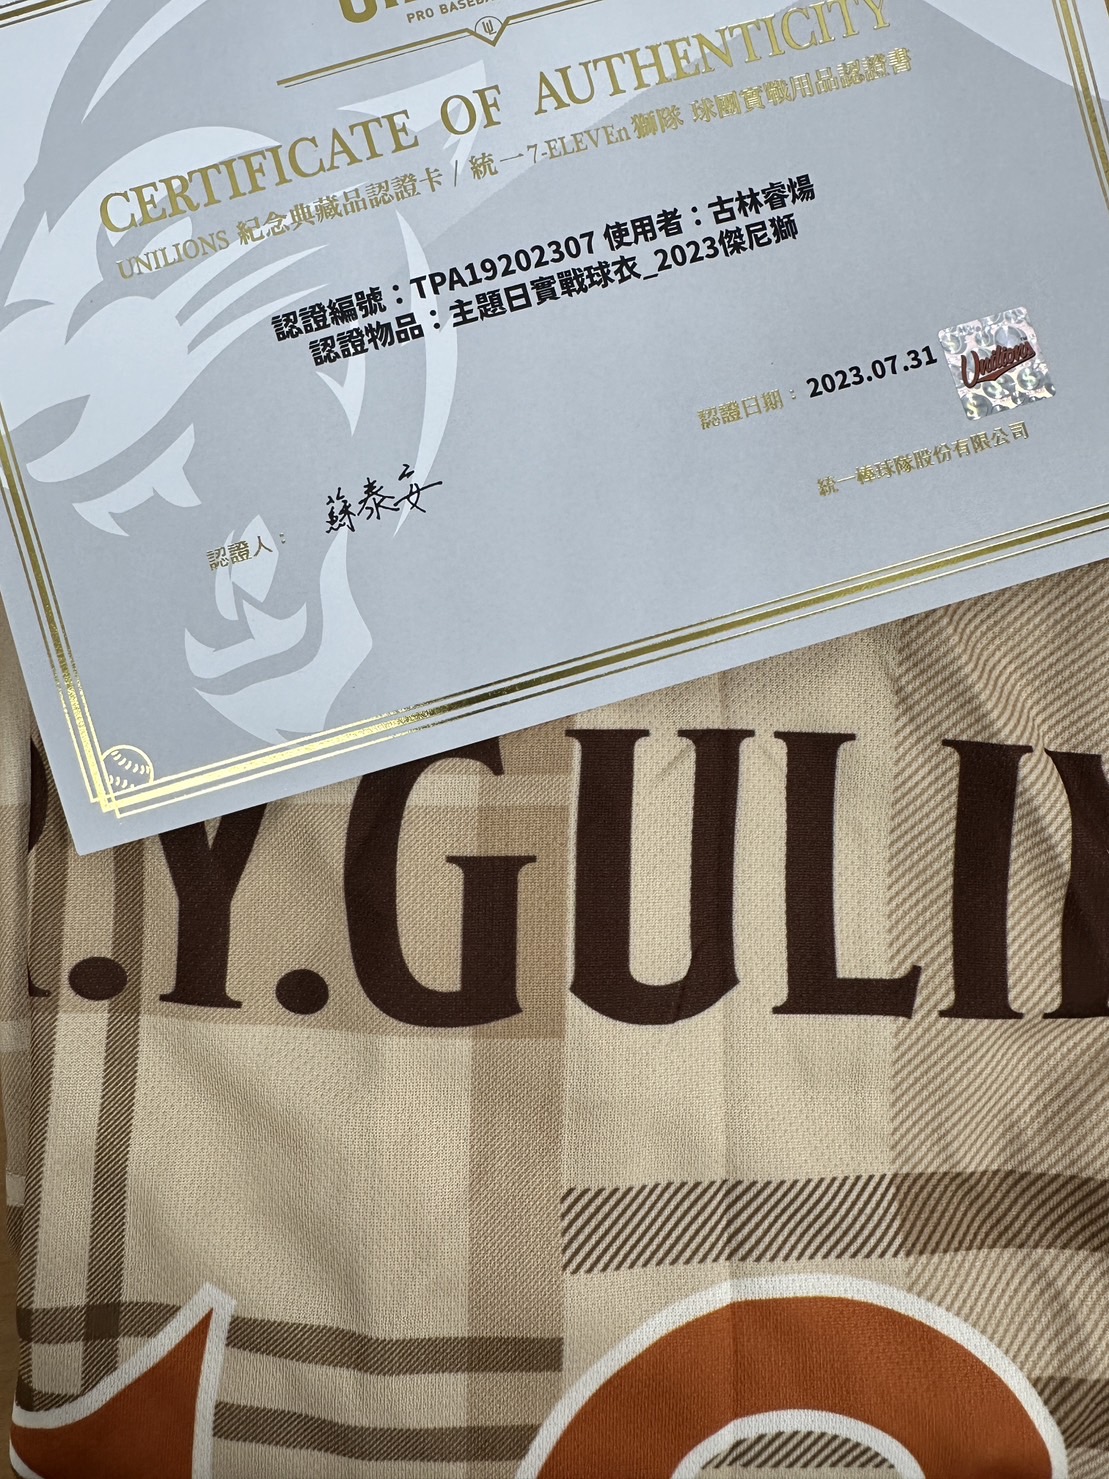 PRO BASEBA
CERTIFICATE OF AUTHENTICITY
UNILIONS 紀念典藏品認證卡 / 統一7-ELEVEn獅隊 球團實戰用品認證書
認證編號：TPA19202307 使用者：古林睿煬
認證物品：主題日實戰球衣_2023傑尼獅
認證日期：2023.07.31
Unilions
統一棒球隊股份有限公司
認證人：蘇泰安
R.Y.GULIN